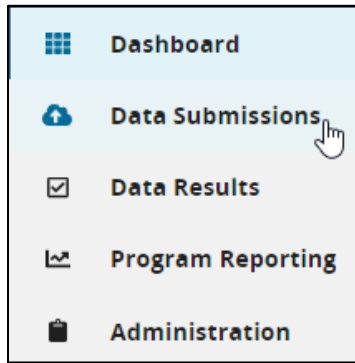 Dashboard
Data Submissions
Data Results
Program Reporting
Administration